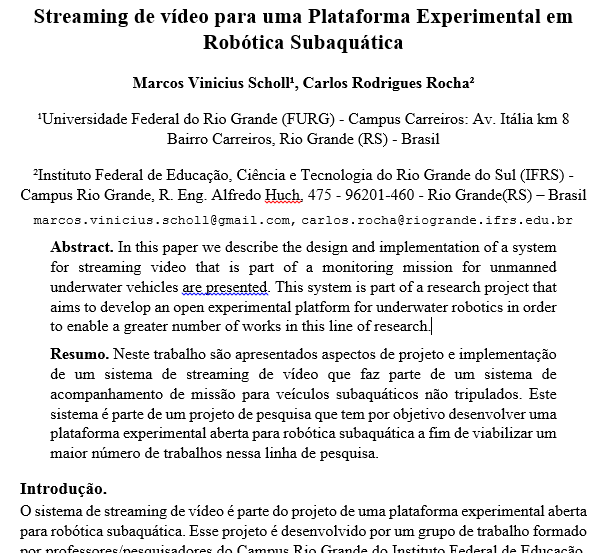 Streaming de vídeo para uma Plataforma Experimental em
Robótica Subaquática
Marcos Vinicius Scholl¹, Carlos Rodrigues Rocha²
¹Universidade Federal do Rio Grande (FURG) - Campus Carreiros: Av. Itália km 8
Bairro Carreiros, Rio Grande (RS) - Brasil
²Instituto Federal de Educação, Ciência e Tecnologia do Rio Grande do Sul (IFRS) -
Campus Rio Grande, R. Eng. Alfredo Huch, 475 - 96201-460 - Rio Grande(RS) – Brasil
marcos.vinicius.scholl@gmail.com, carlos.rocha@riogrande.ifrs.edu.br
Abstract. In this paper we describe the design and implementation of a system
for streaming video that is part of a monitoring mission for unmanned
underwater vehicles are presented. This system is part of a research project that
aims to develop an open experimental platform for underwater robotics in order
to enable a greater number of works in this line of research.
Resumo. Neste trabalho são apresentados aspectos de projeto e implementação
de um sistema de streaming de vídeo que faz parte de um sistema de
acompanhamento de missão para veículos subaquáticos não tripulados. Este
sistema é parte de um projeto de pesquisa que tem por objetivo desenvolver uma
plataforma experimental aberta para robótica subaquática a fim de viabilizar um
maior número de trabalhos nessa linha de pesquisa.
Introdução.
O sistema de streaming de vídeo é parte do projeto de uma plataforma experimental aberta
para robótica subaquática. Esse projeto é desenvolvido por um grupo de trabalho formado
por professores/pesquisadores do Campus Rio Grande do Instituto Federal de Educação,